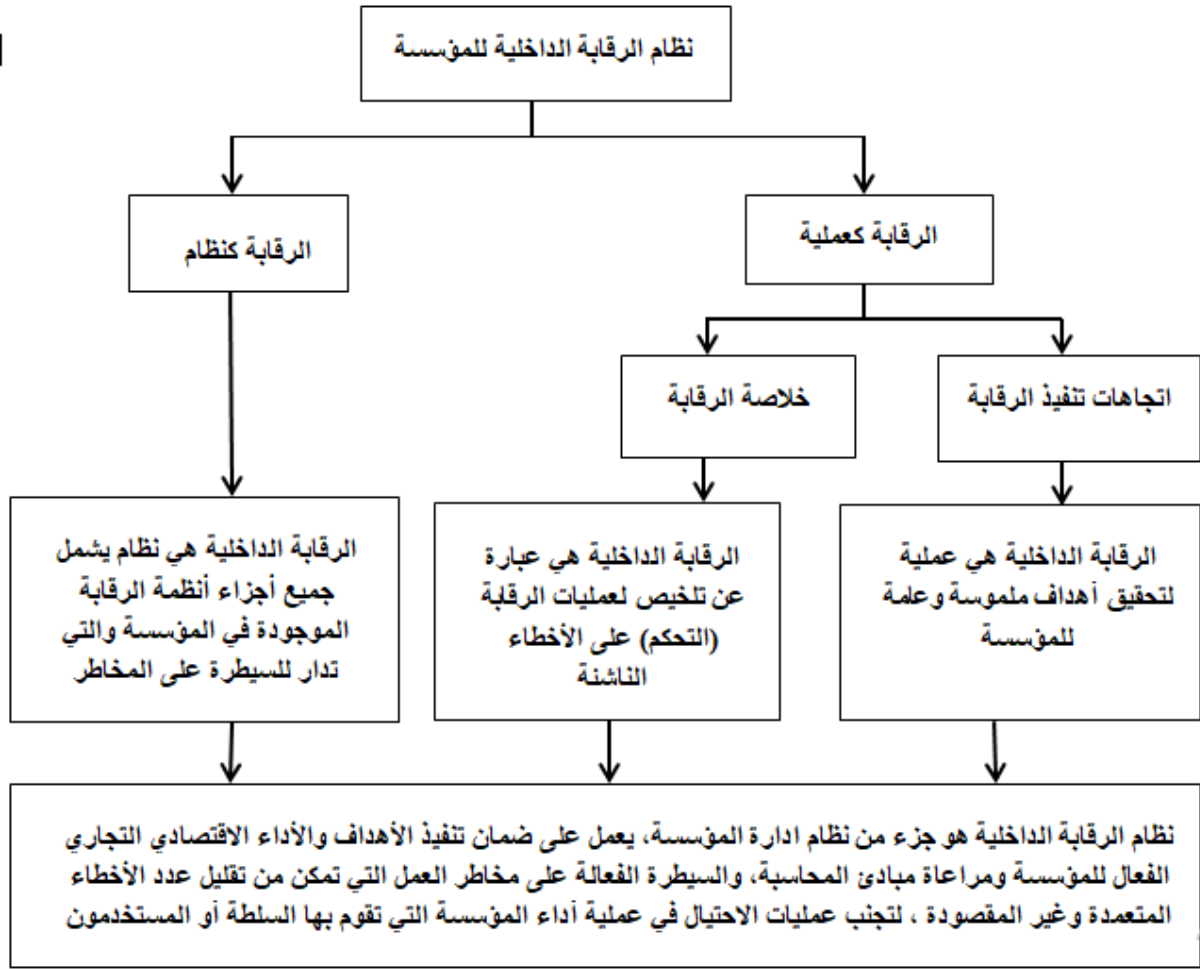 نظام الرقابة الداخلية للمؤسسة
الرقابة كعملية
الرقابة كنظام
اتجاهات تنفيذ الرقابة
خلاصة الرقابة
الرقابة الداخلية هي عملية
لتحقيق أهداف ملموسة وعامة
للمؤسسة
الرقابة الداخلية هي عبارة
عن تلخيص لعمليات الرقابة
(التحكم) على الأخطاء
الناشئة
الرقابة الداخلية هي نظام يشمل
جميع أجزاء أنظمة الرقابة
الموجودة في المؤسسة والتي
تدار للسيطرة على المخاطر
نظام الرقابة الداخلية هو جزء من نظام ادارة المؤسسة، يعمل على ضمان تنفيذ الأهداف والأداء الاقتصادي التجاري
الفعال للمؤسسة ومراعاة مبادئ المحاسبة، والسيطرة الفعالة على مخاطر العمل التي تمكن من تقليل عدد الأخطاء
المتعمدة وغير المقصودة ، لتجنب عمليات الاحتيال في عملية أداء المؤسسة التي تقوم بها السلطة أو المستخدمون